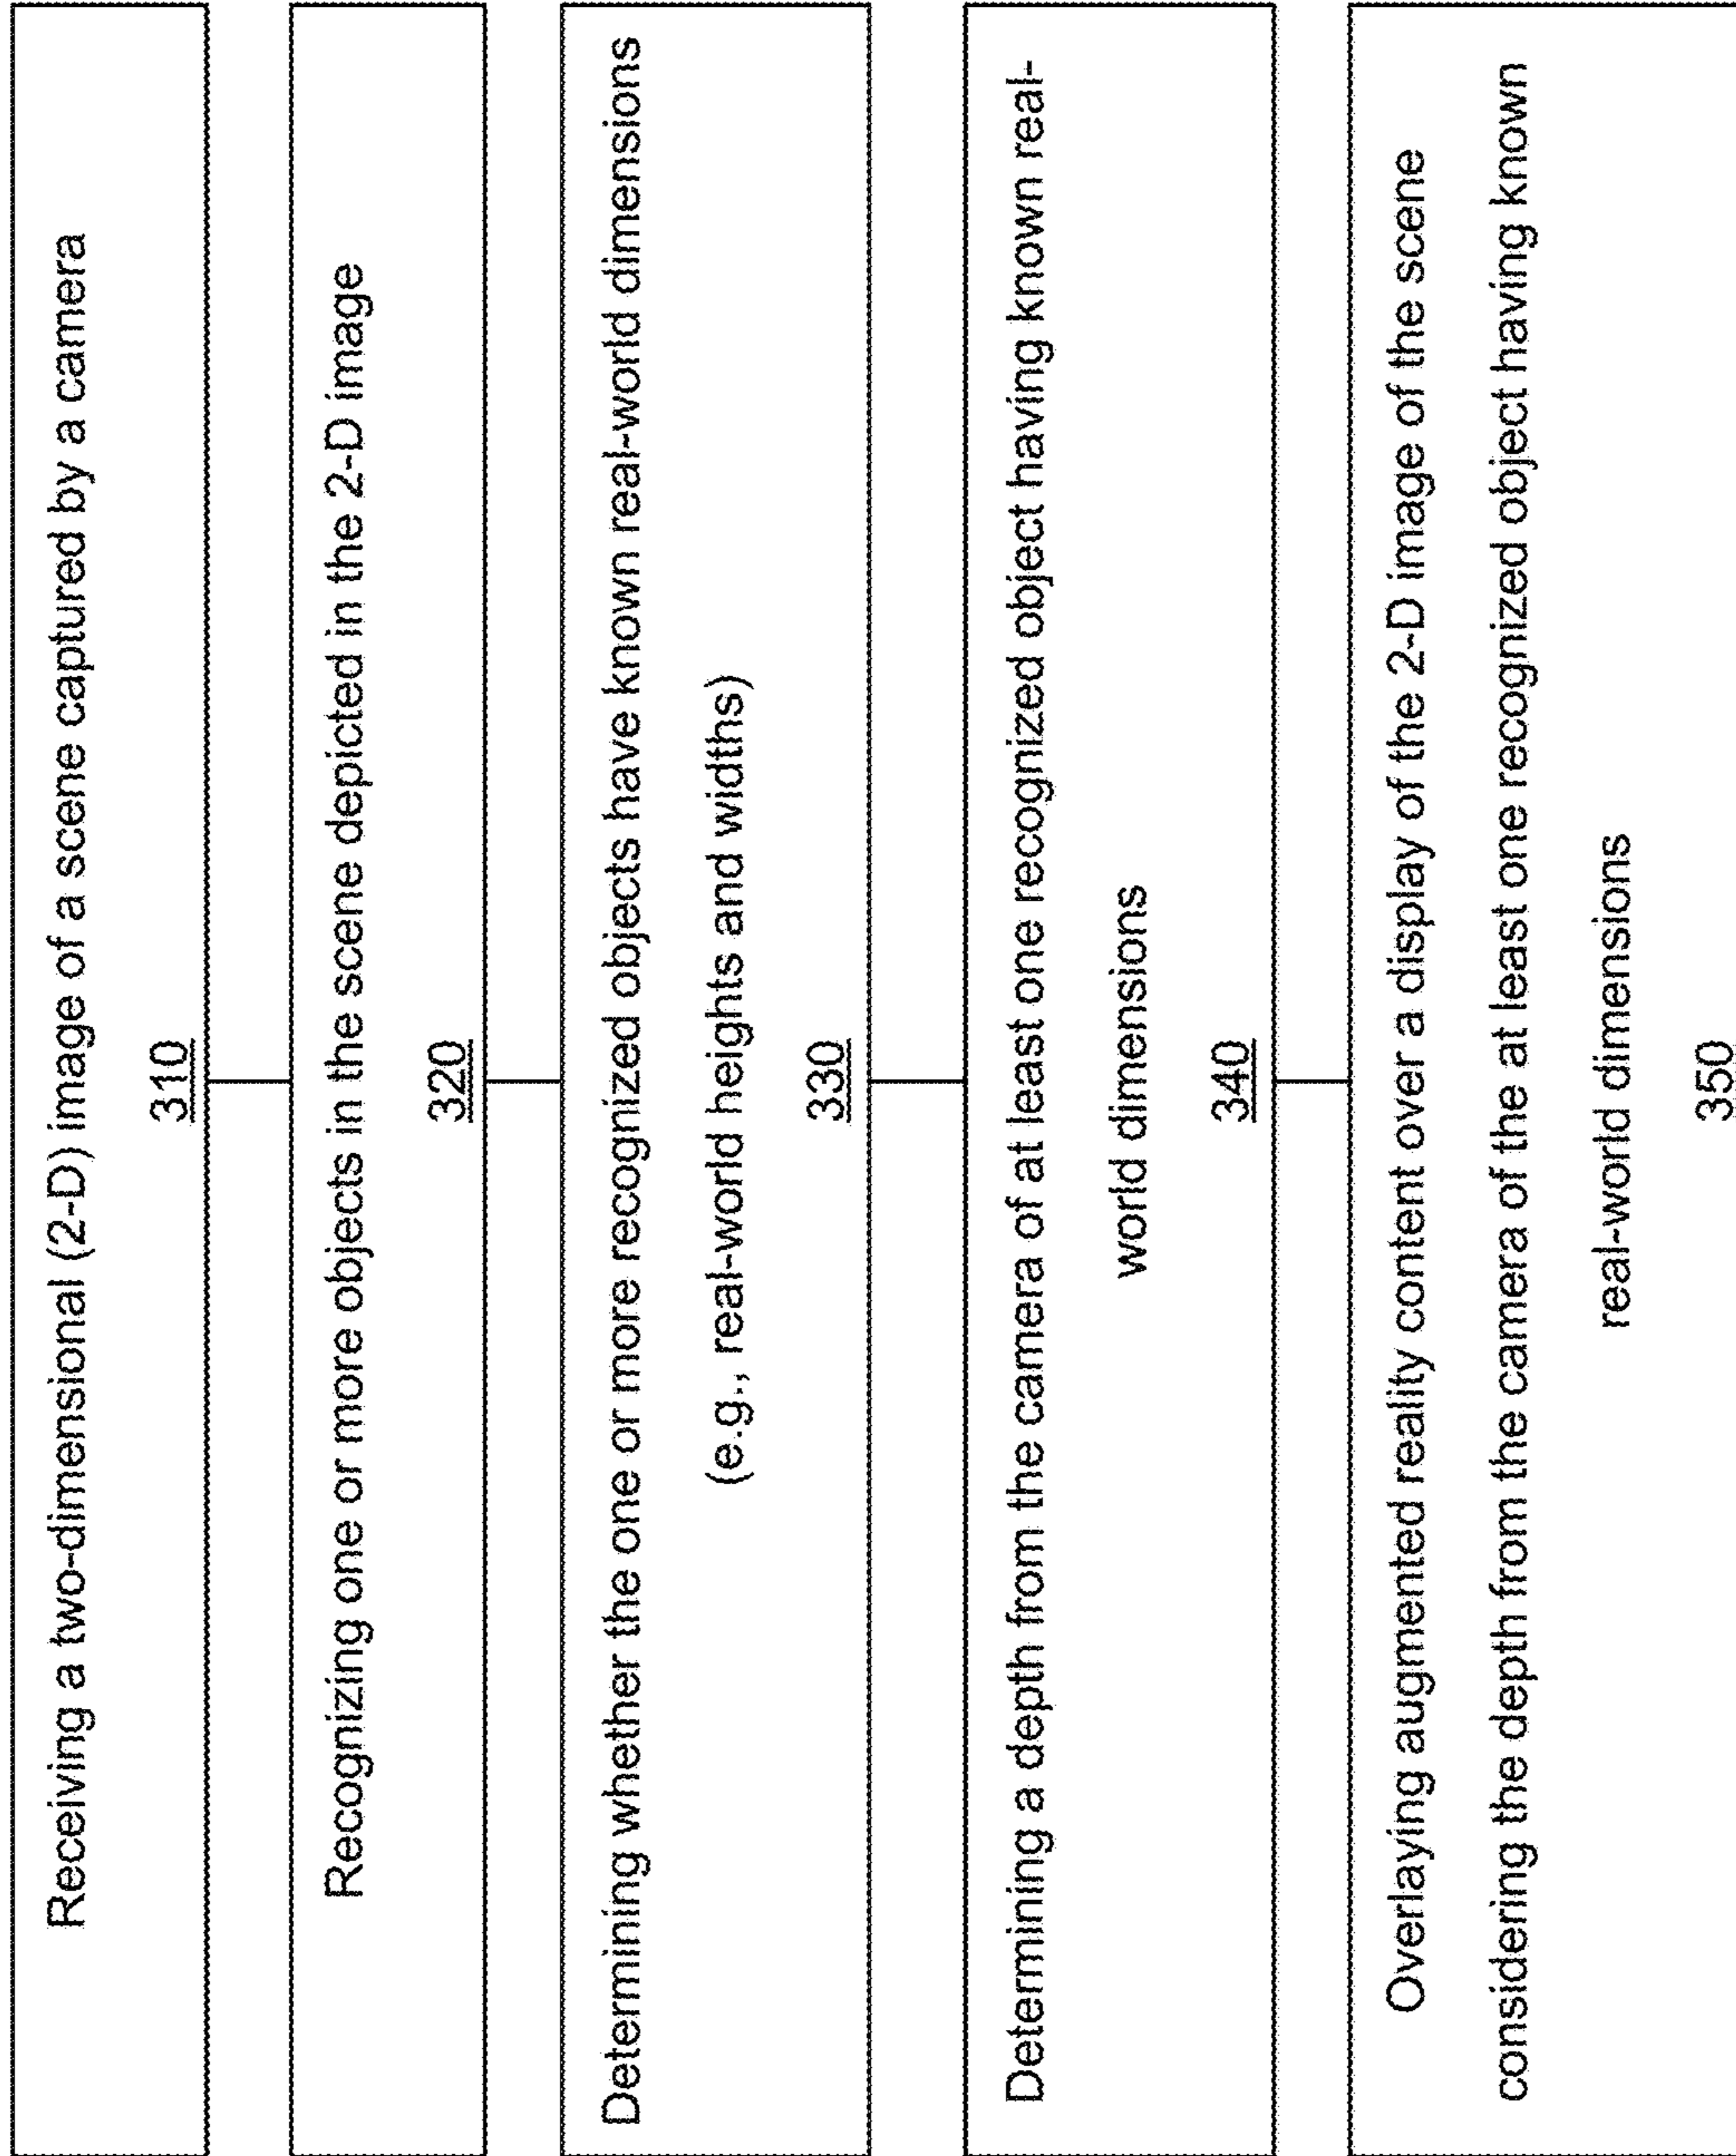 Receiving a two-dimensional (2-D) image of a scene captured by a camera
310
Recognizing one or more objects in the scene depicted in the 2-D image
320
Determining whether the one or more recognized objects have known real-world dimensions
(e.g., real-world heights and widths)
330
Determining a depth from the camera of at least one recognized object having known real-
world dimensions
340
Overlaying augmented reality content over a display of the 2-D image of the scene
considering the depth from the camera of the at least one recognized object having known
real-world dimensions
350